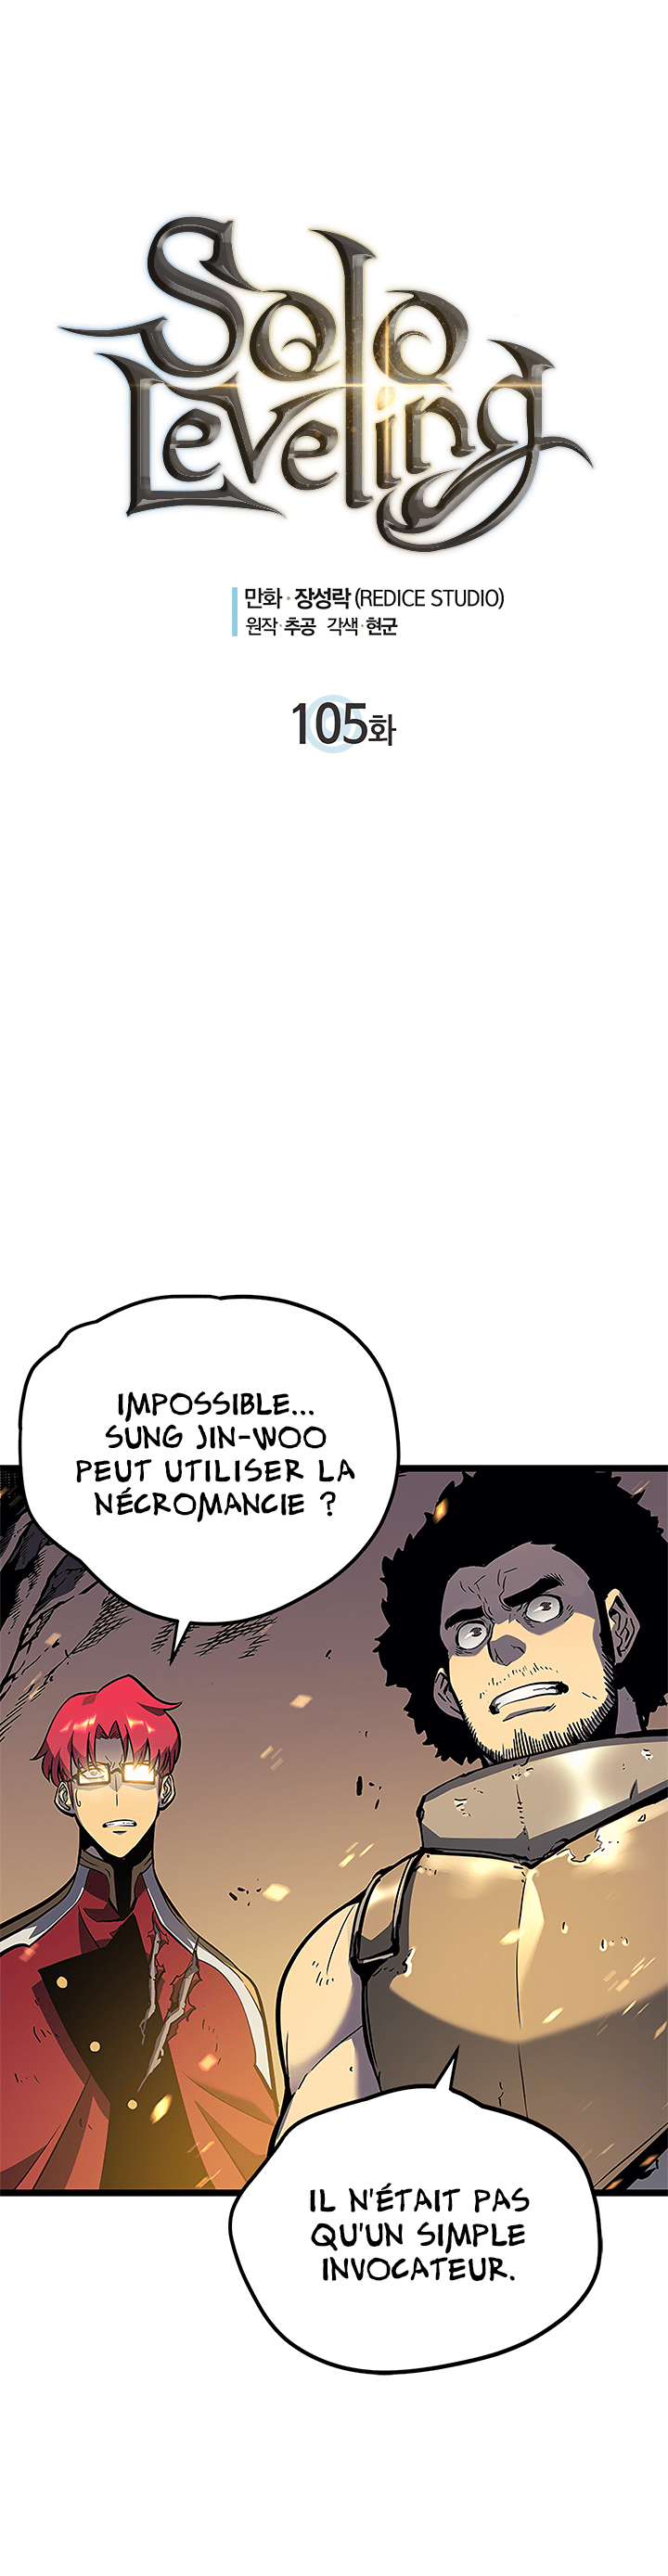 Solo
Leveling
만화·장성락 (REDICE STUDIO)
원작·추공 각색·현군
105화
IMPOSSIBLE...
SUNG JIN-WOO
PEUT UTILISER LA
NÉCROMANCIE ?
IL N'ÉTAIT PAS
QU'UN SIMPLE
INVOCATEUR.